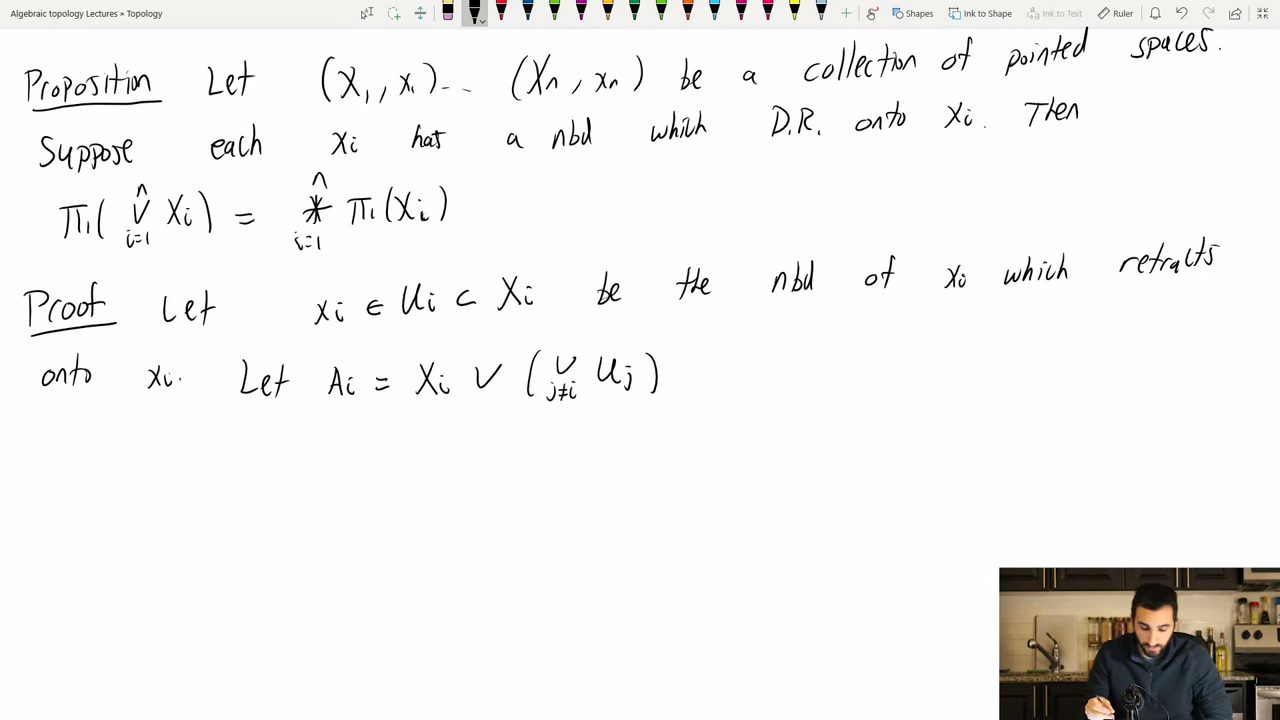 Algebraic topology Lectures » Topology
Shapes Ink to Shape Ink to Text Ruler
Proposition Let (X₁, x₁)... (Xn, xn) be a collection of pointed spaces.
Suppose each xi has a nbd which D.R. onto xi. Then
π₁( ⋁ⁿᵢ₌₁ Xi) = *ⁿᵢ₌₁ π₁(Xi)
Proof Let xi ∈ Ui ⊂ Xi be the nbd of xi which retracts
onto xi. Let Ai = Xi ∨ (∨_{j≠i} Uj)